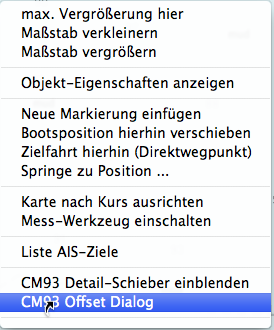 max. Vergrößerung hier
Maßstab verkleinern
Maßstab vergrößern
Objekt-Eigenschaften anzeigen
Neue Markierung einfügen
Bootsposition hierhin verschieben
Zielfahrt hierhin (Direktwegpunkt)
Springe zu Position ...
Karte nach Kurs ausrichten
Mess-Werkzeug einschalten
Liste AIS-Ziele
CM93 Detail-Schieber einblenden
CM93 Offset Dialog